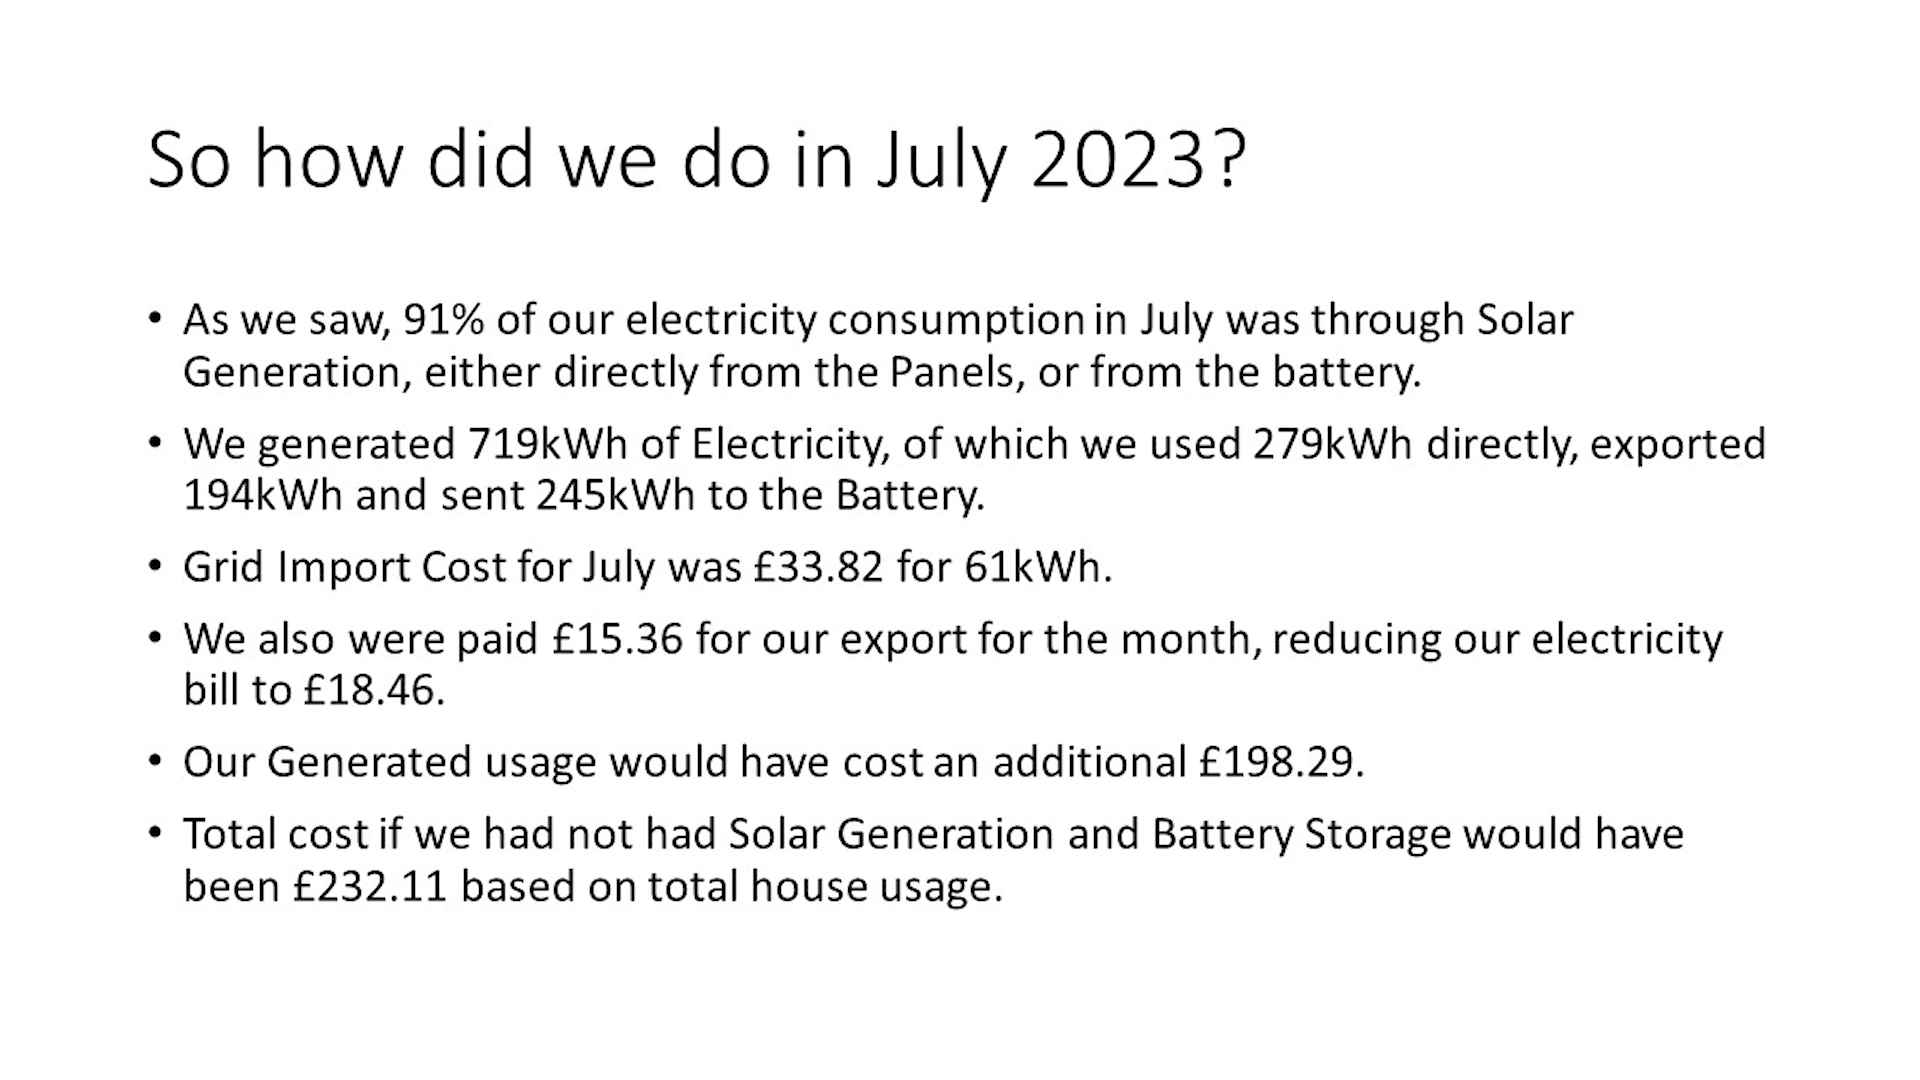 So how did we do in July 2023?
• As we saw, 91% of our electricity consumption in July was through Solar
Generation, either directly from the Panels, or from the battery.
• We generated 719kWh of Electricity, of which we used 279kWh directly, exported
194kWh and sent 245kWh to the Battery.
• Grid Import Cost for July was £33.82 for 61kWh.
• We also were paid £15.36 for our export for the month, reducing our electricity
bill to £18.46.
• Our Generated usage would have cost an additional £198.29.
• Total cost if we had not had Solar Generation and Battery Storage would have
been £232.11 based on total house usage.